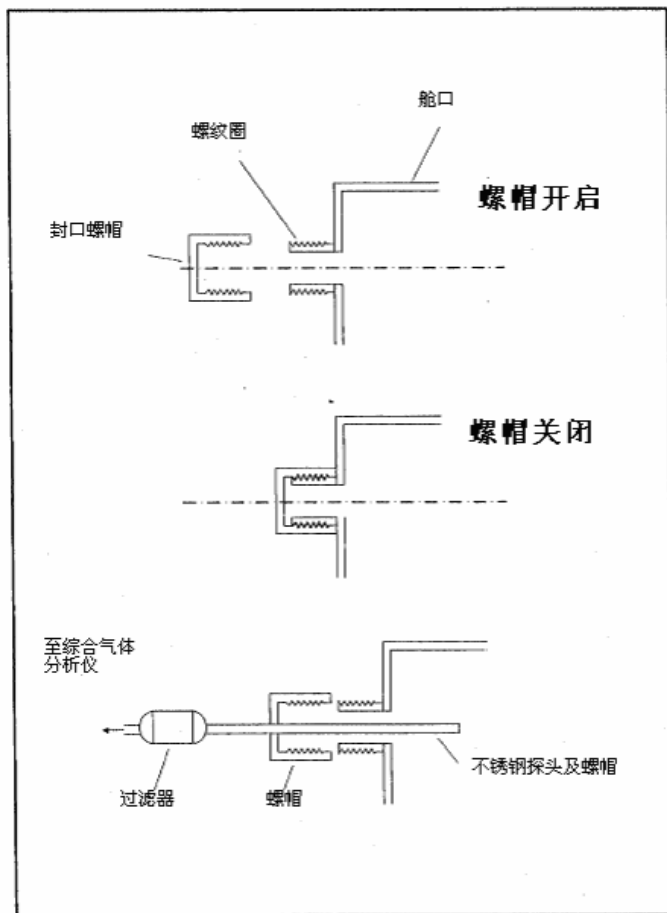 舱口
螺纹圈
螺帽开启
封口螺帽
螺帽关闭
至综合气体
分析仪
不锈钢探头及螺帽
过滤器
螺帽